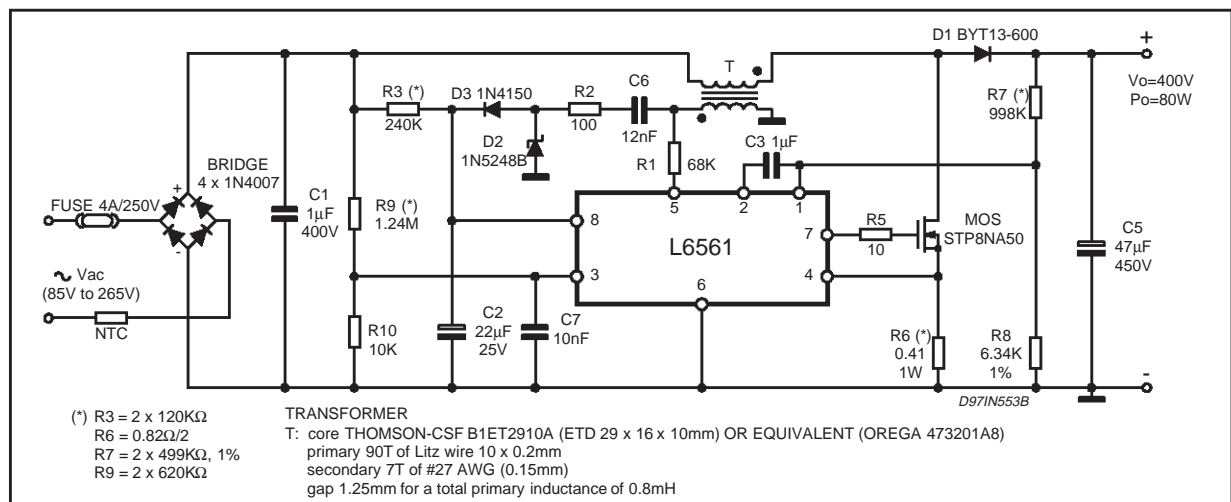 D1 BYT13-600
+
Vo=400V
Po=80W
T
C6
12nF
R3 (*)
240K
D3 1N4150
R2
100
R7 (*)
998K
D2
1N5248B
C3 1µF
R1
68K
BRIDGE
4 x 1N4007
+
-
FUSE 4A/250V
C1
1µF
400V
R9 (*)
1.24M
5
2
1
8
3
7
4
6
L6561
R5
10
MOS
STP8NA50
C5
47µF
450V
Vac
(85V to 265V)
NTC
R10
10K
C2
22µF
25V
C7
10nF
R6 (*)
0.41
1W
R8
6.34K
1%
-
D97IN553B
(*) R3 = 2 x 120KΩ
R6 = 0.82Ω/2
R7 = 2 x 499KΩ, 1%
R9 = 2 x 620KΩ
TRANSFORMER
T: core THOMSON-CSF B1ET2910A (ETD 29 x 16 x 10mm) OR EQUIVALENT (OREGA 473201A8)
primary 90T of Litz wire 10 x 0.2mm
secondary 7T of #27 AWG (0.15mm)
gap 1.25mm for a total primary inductance of 0.8mH